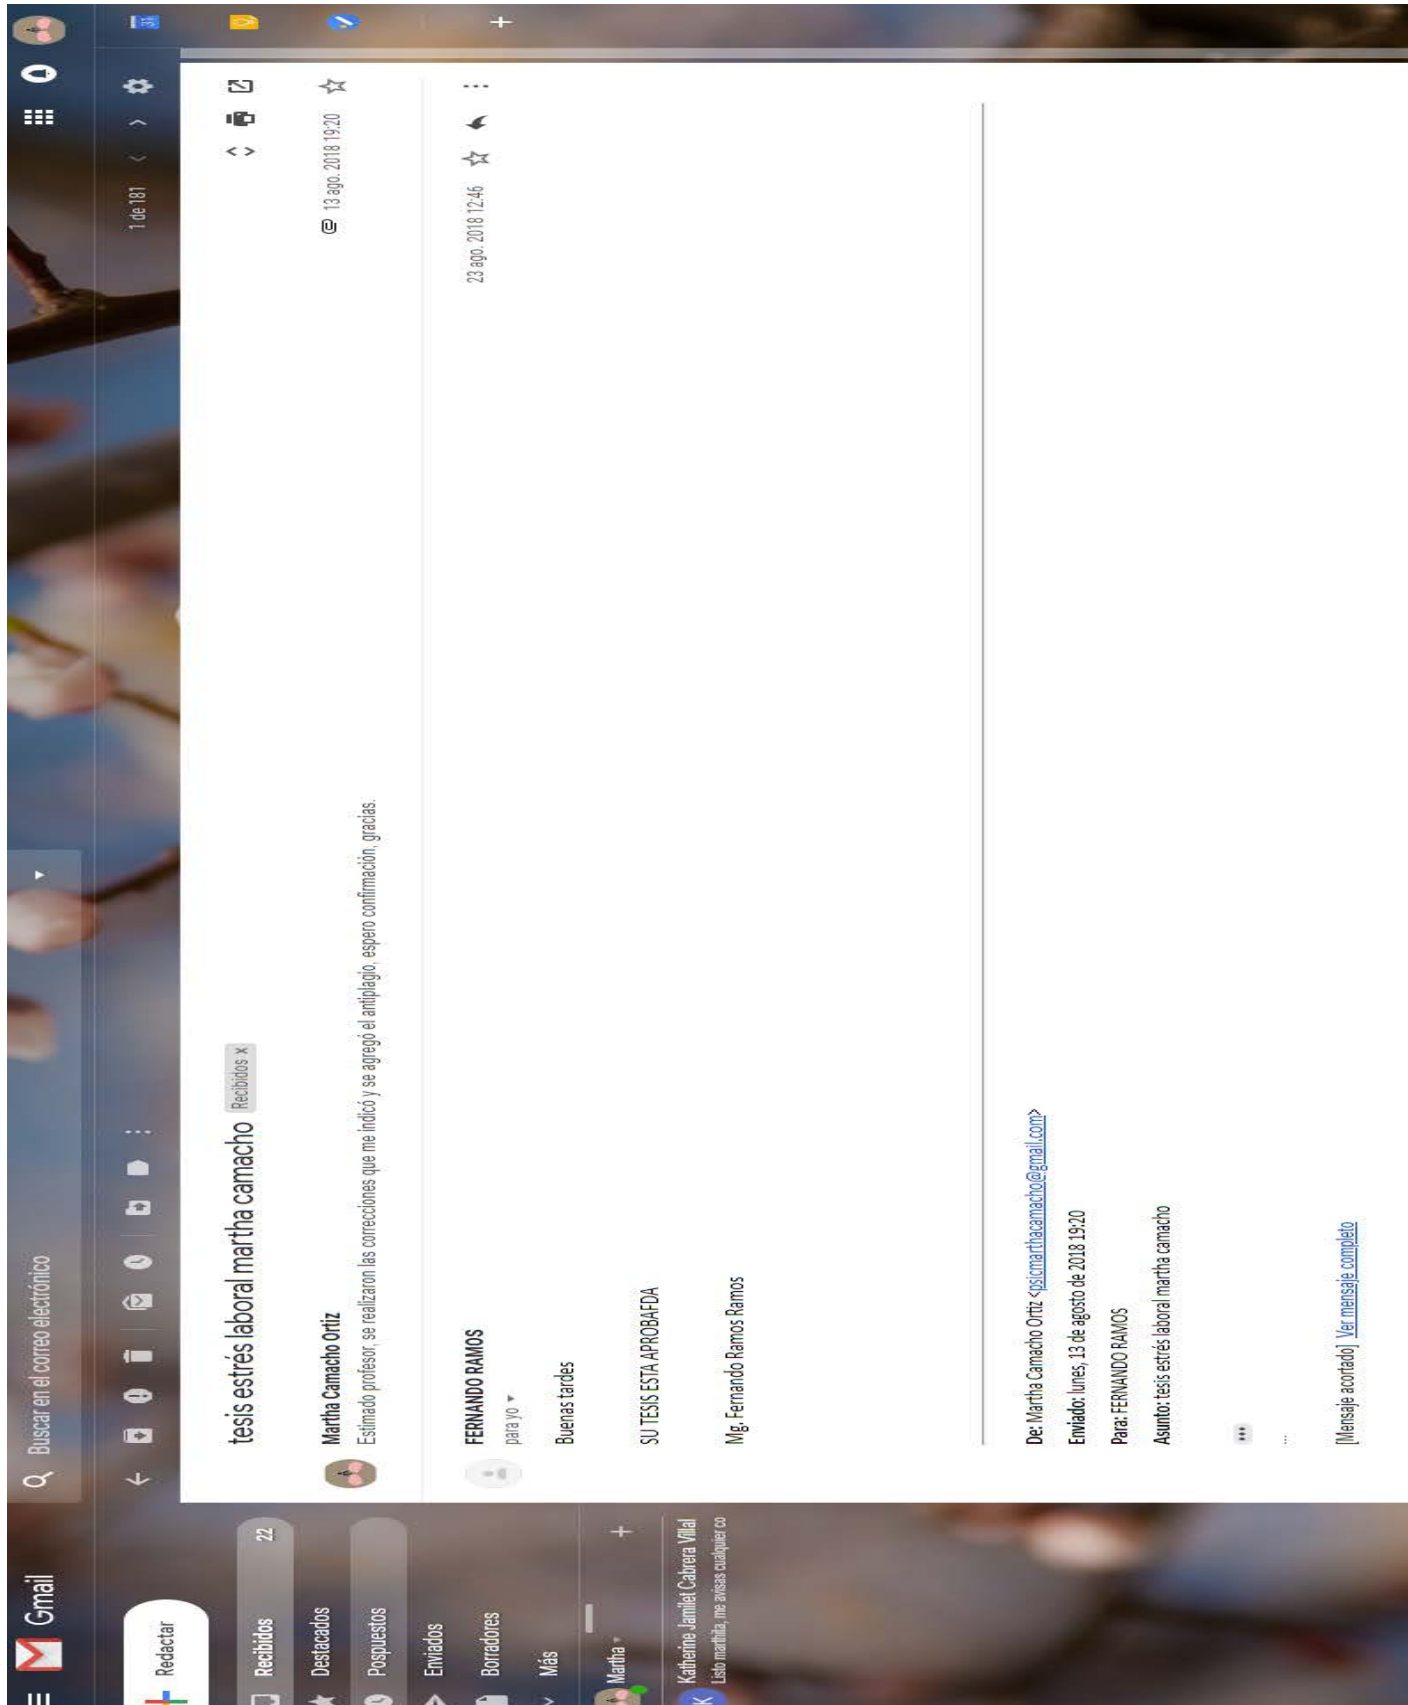 Gmail
Buscar en el correo electrónico
Redactar
1 de 181
31
Recibidos 22
Destacados
Pospuestos
Enviados
Borradores
Más
Martha
K
Katherine Jamilet Cabrera Villal
Listo marthita, me avisas cualquier co
tesis estrés laboral martha camacho Recibidos x
Martha Camacho Ortiz 13 ago. 2018 19:20
Estimado profesor, se realizaron las correcciones que me indicó y se agregó el antiplagio, espero confirmación, gracias.
FERNANDO RAMOS 23 ago. 2018 12:46
para yo
Buenas tardes
SU TESIS ESTA APROBAFDA
Mg. Fernando Ramos Ramos
De: Martha Camacho Ortiz <psicmarthacamacho@gmail.com>
Enviado: lunes, 13 de agosto de 2018 19:20
Para: FERNANDO RAMOS
Asunto: tesis estrés laboral martha camacho
...
[Mensaje acortado] Ver mensaje completo